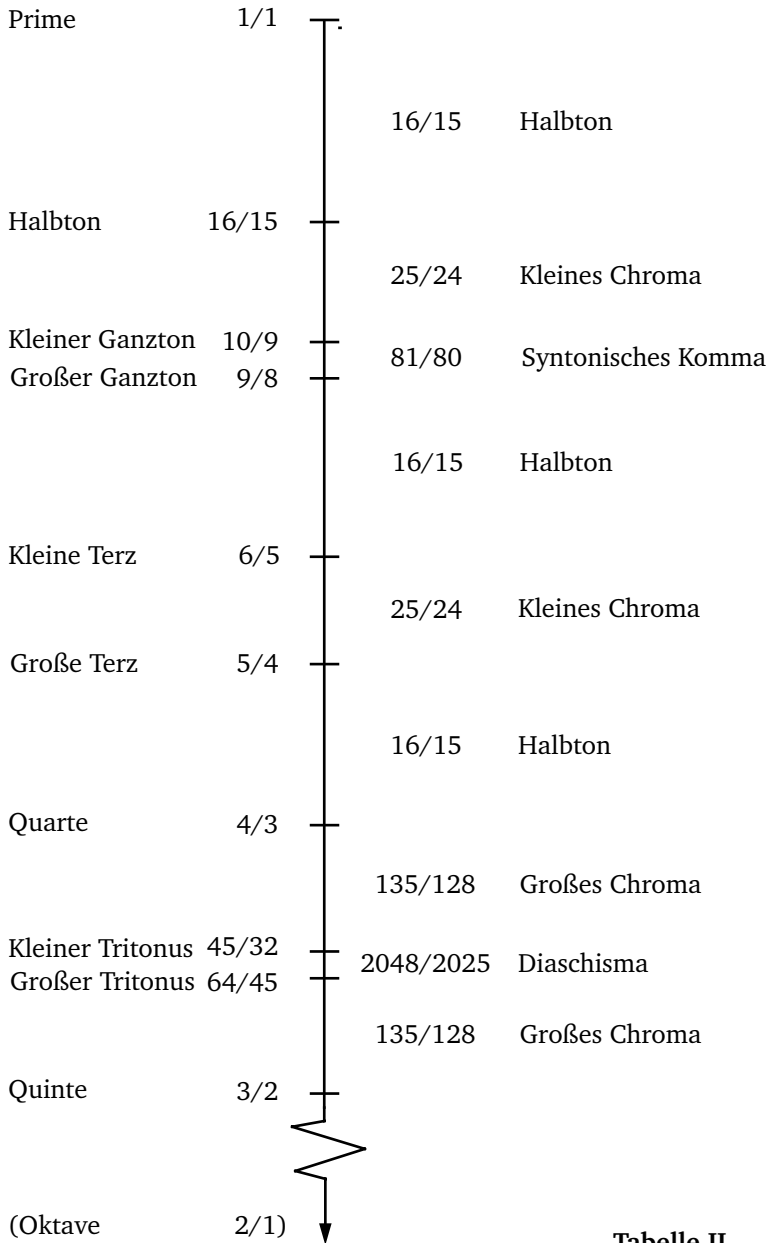 Prime 1/1
16/15 Halbton
Halbton 16/15
25/24 Kleines Chroma
Kleiner Ganzton 10/9
81/80 Syntonisches Komma
Großer Ganzton 9/8
16/15 Halbton
Kleine Terz 6/5
25/24 Kleines Chroma
Große Terz 5/4
16/15 Halbton
Quarte 4/3
135/128 Großes Chroma
Kleiner Tritonus 45/32
2048/2025 Diaschisma
Großer Tritonus 64/45
135/128 Großes Chroma
Quinte 3/2
(Oktave 2/1)
Tabelle II